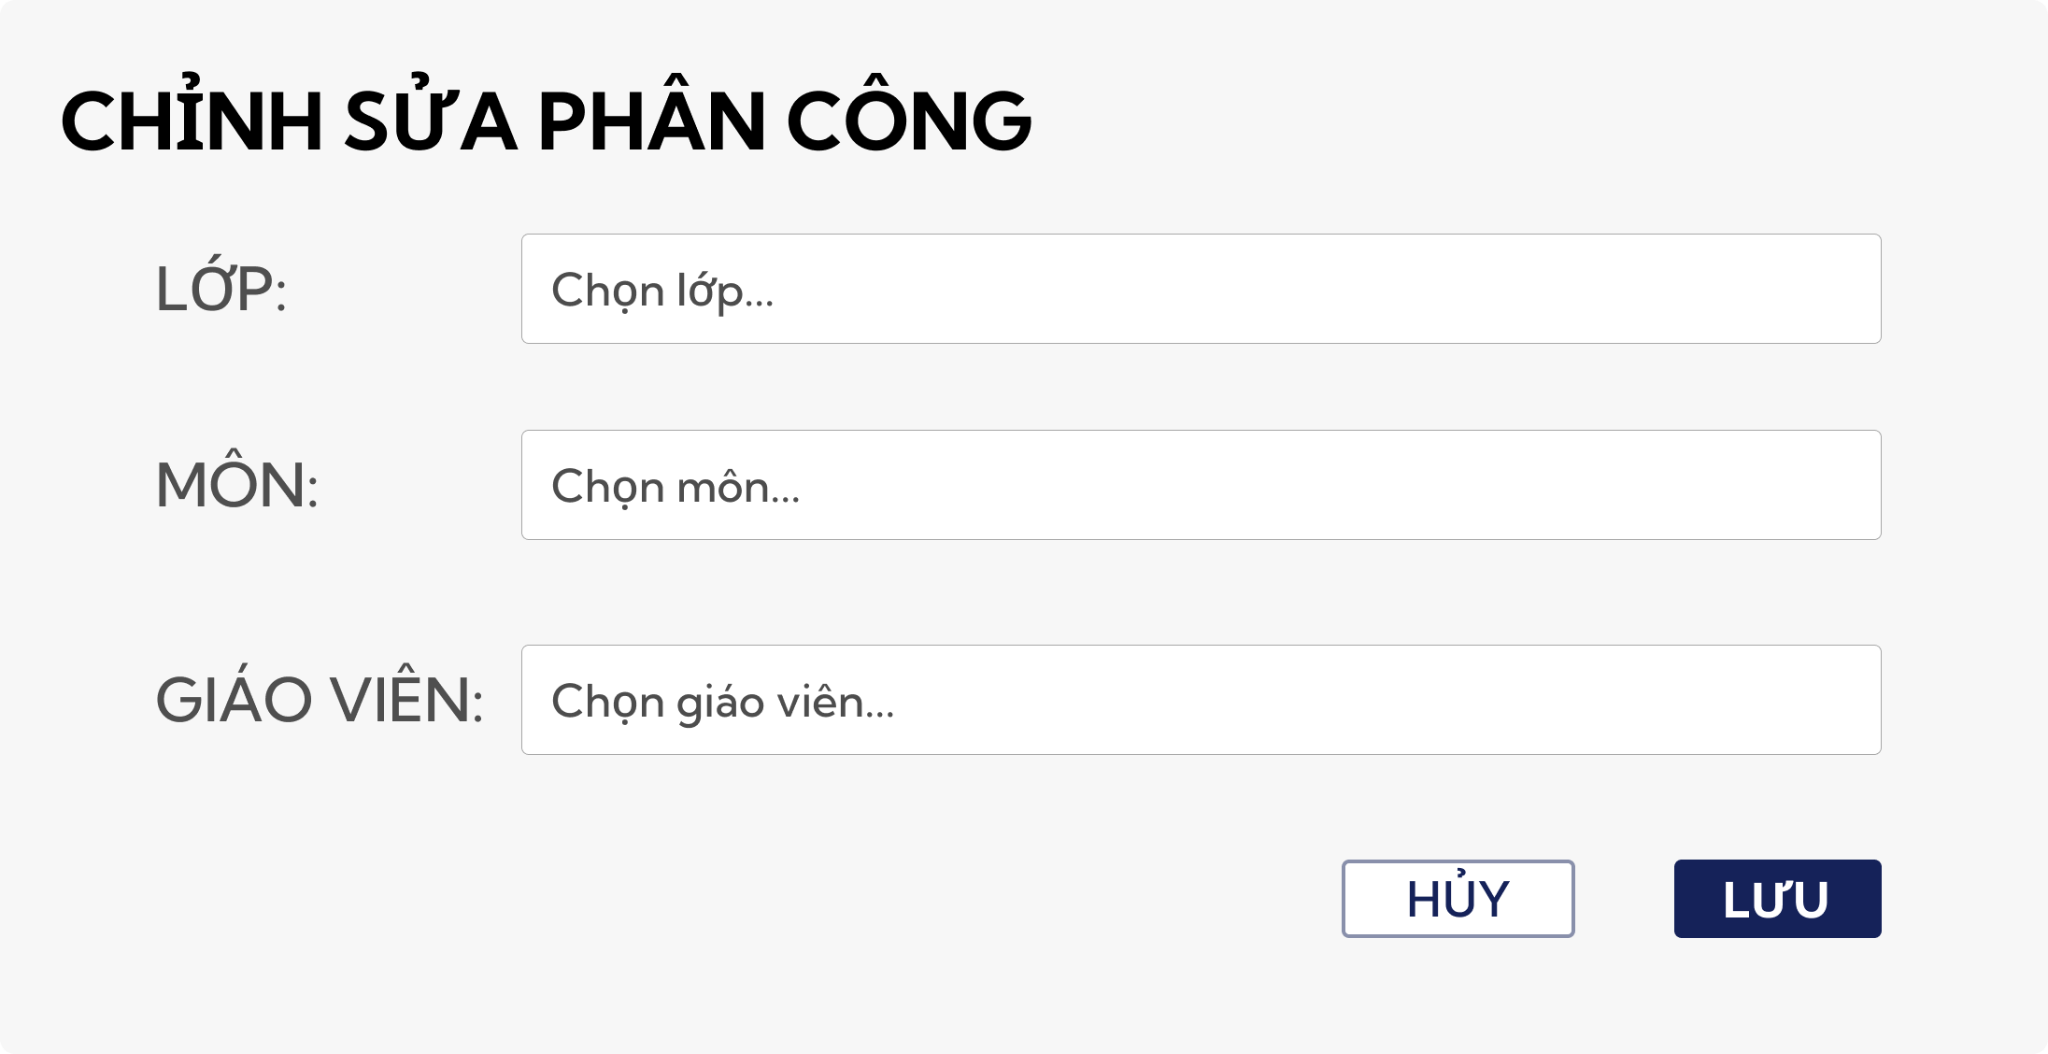 CHỈNH SỬA PHÂN CÔNG
LỚP:
Chọn lớp...
MÔN:
Chọn môn...
GIÁO VIÊN:
Chọn giáo viên...
HỦY
LƯU